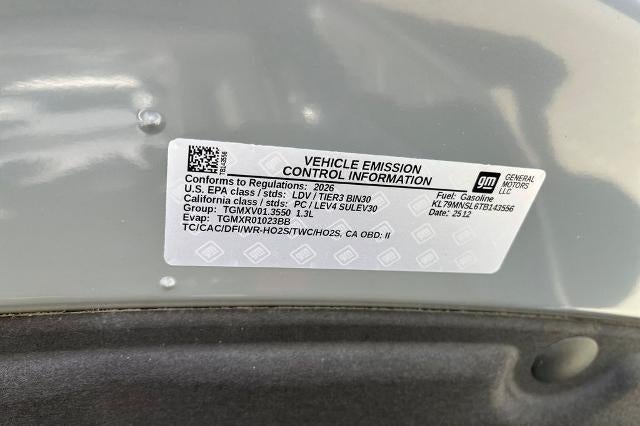 TB143556
VEHICLE EMISSION
CONTROL INFORMATION
Conforms to Regulations: 2026
U.S. EPA class / stds: LDV / TIER3 BIN30
California class / stds: PC / LEV4 SULEV30
Group: TGMXV01.3550 1.3L
Evap: TGMXR01023BB
TC/CAC/DFI/WR-HO2S/TWC/HO2S, CA OBD: II
gm
GENERAL
MOTORS
LLC
Fuel: Gasoline
KL79MNSL6TB143556
Date: 2512